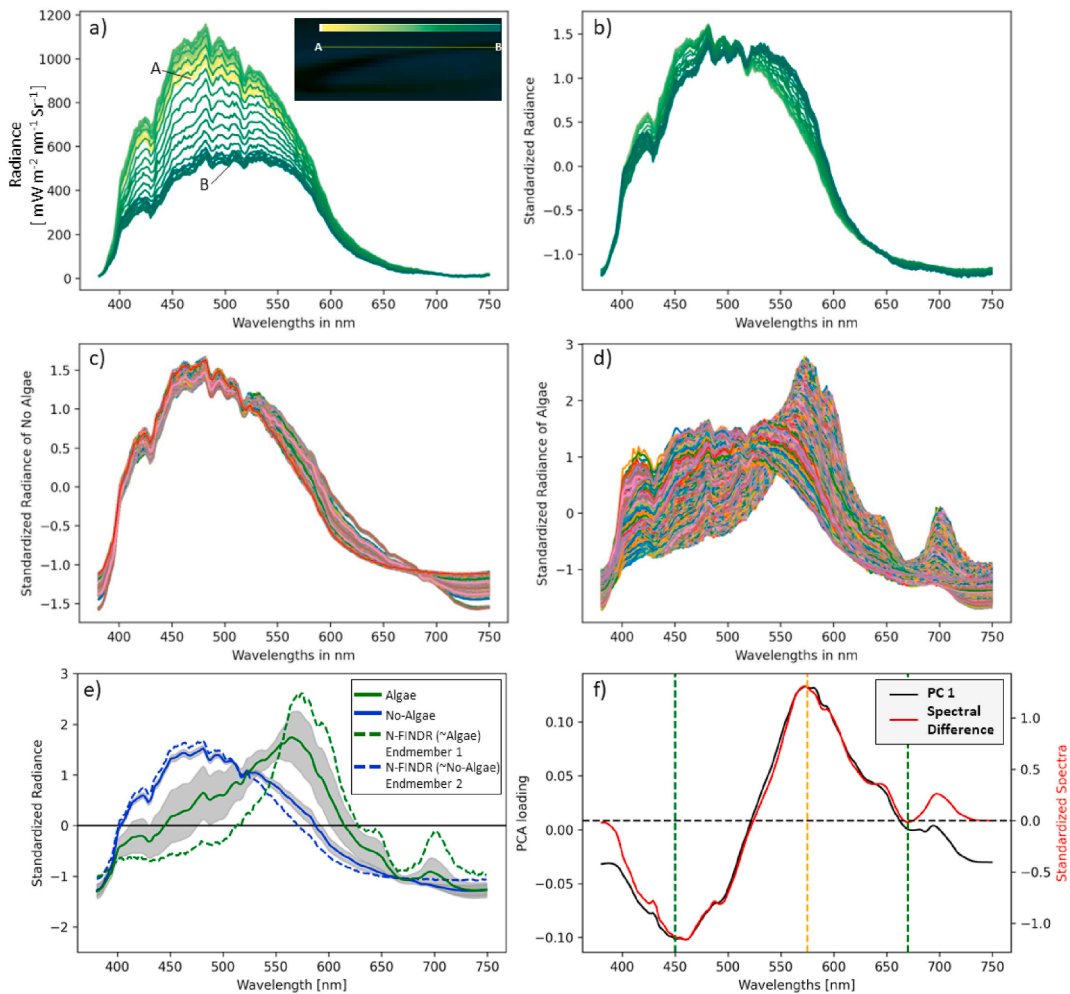 a)
1200
1000
800
600
400
200
0
Radiance
[ mW m⁻² nm⁻¹ Sr⁻¹ ]
A
B
A
B
400 450 500 550 600 650 700 750
Wavelengths in nm
b)
1.5
1.0
0.5
0.0
−0.5
−1.0
Standardized Radiance
400 450 500 550 600 650 700 750
Wavelengths in nm
c)
1.5
1.0
0.5
0.0
−0.5
−1.0
−1.5
Standardized Radiance of No Algae
400 450 500 550 600 650 700 750
Wavelengths in nm
d)
3
2
1
0
−1
−2
Standardized Radiance of Algae
400 450 500 550 600 650 700 750
Wavelengths in nm
e)
3
2
1
0
−1
−2
Standardized Radiance
Algae
No-Algae
N-FINDR (~Algae)
Endmember 1
N-FINDR (~No-Algae)
Endmember 2
400 450 500 550 600 650 700 750
Wavelength [nm]
f)
0.10
0.05
0.00
−0.05
−0.10
PCA loading
PC 1
Spectral
Difference
1.0
0.5
0.0
−0.5
−1.0
Standardized Spectra
400 450 500 550 600 650 700 750
Wavelengths [nm]